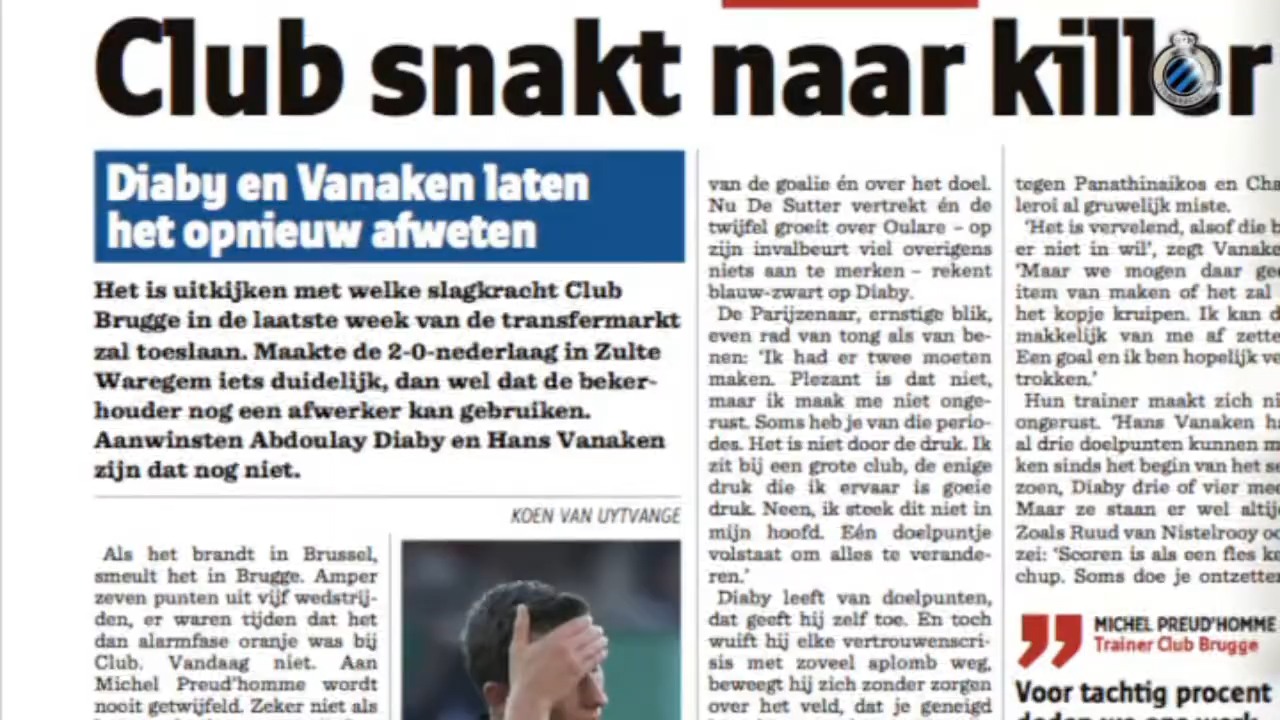 Club snakt naar killer
Diaby en Vanaken laten
het opnieuw afweten
Het is uitkijken met welke slagkracht Club
Brugge in de laatste week van de transfermarkt
zal toeslaan. Maakte de 2-0-nederlaag in Zulte
Waregem iets duidelijk, dan wel dat de beker-
houder nog een afwerker kan gebruiken.
Aanwinsten Abdoulay Diaby en Hans Vanaken
zijn dat nog niet.
KOEN VAN UYTVANGE
Als het brandt in Brussel,
smeult het in Brugge. Amper
zeven punten uit vijf wedstrij-
den, er waren tijden dat het
dan alarmfase oranje was bij
Club. Vandaag niet. Aan
Michel Preud'homme wordt
nooit getwijfeld. Zeker niet als
van de goalie én over het doel.
Nu De Sutter vertrekt én de
twijfel groeit over Oulare – op
zijn invalbeurt viel overigens
niets aan te merken – rekent
blauw-zwart op Diaby.
De Parijzenaar, ernstige blik,
even rad van tong als van be-
nen: 'Ik had er twee moeten
maken. Plezant is dat niet,
maar ik maak me niet onge-
rust. Soms heb je van die perio-
des. Het is niet door de druk. Ik
zit bij een grote club, de enige
druk die ik ervaar is goeie
druk. Neen, ik steek dit niet in
mijn hoofd. Eén doelpuntje
volstaat om alles te verande-
ren.'
Diaby leeft van doelpunten,
dat geeft hij zelf toe. En toch
wuift hij elke vertrouwenscri-
sis met zoveel aplomb weg,
beweegt hij zich zonder zorgen
over het veld, dat je geneigd
tegen Panathinaikos en Cha
leroi al gruwelijk miste.
'Het is vervelend, alsof die b
er niet in wil', zegt Vanake
'Maar we mogen daar gee
item van maken of het zal
het kopje kruipen. Ik kan d
makkelijk van me af zette
Een goal en ik ben hopelijk ve
trokken.'
Hun trainer maakt zich ni
ongerust. 'Hans Vanaken h
al drie doelpunten kunnen m
ken sinds het begin van het se
zoen, Diaby drie of vier mee
Maar ze staan er wel altij
Zoals Ruud van Nistelrooy oo
zei: 'Scoren is als een fles ke
chup. Soms doe je ontzetten
MICHEL PREUD'HOMME
Trainer Club Brugge
Voor tachtig procent